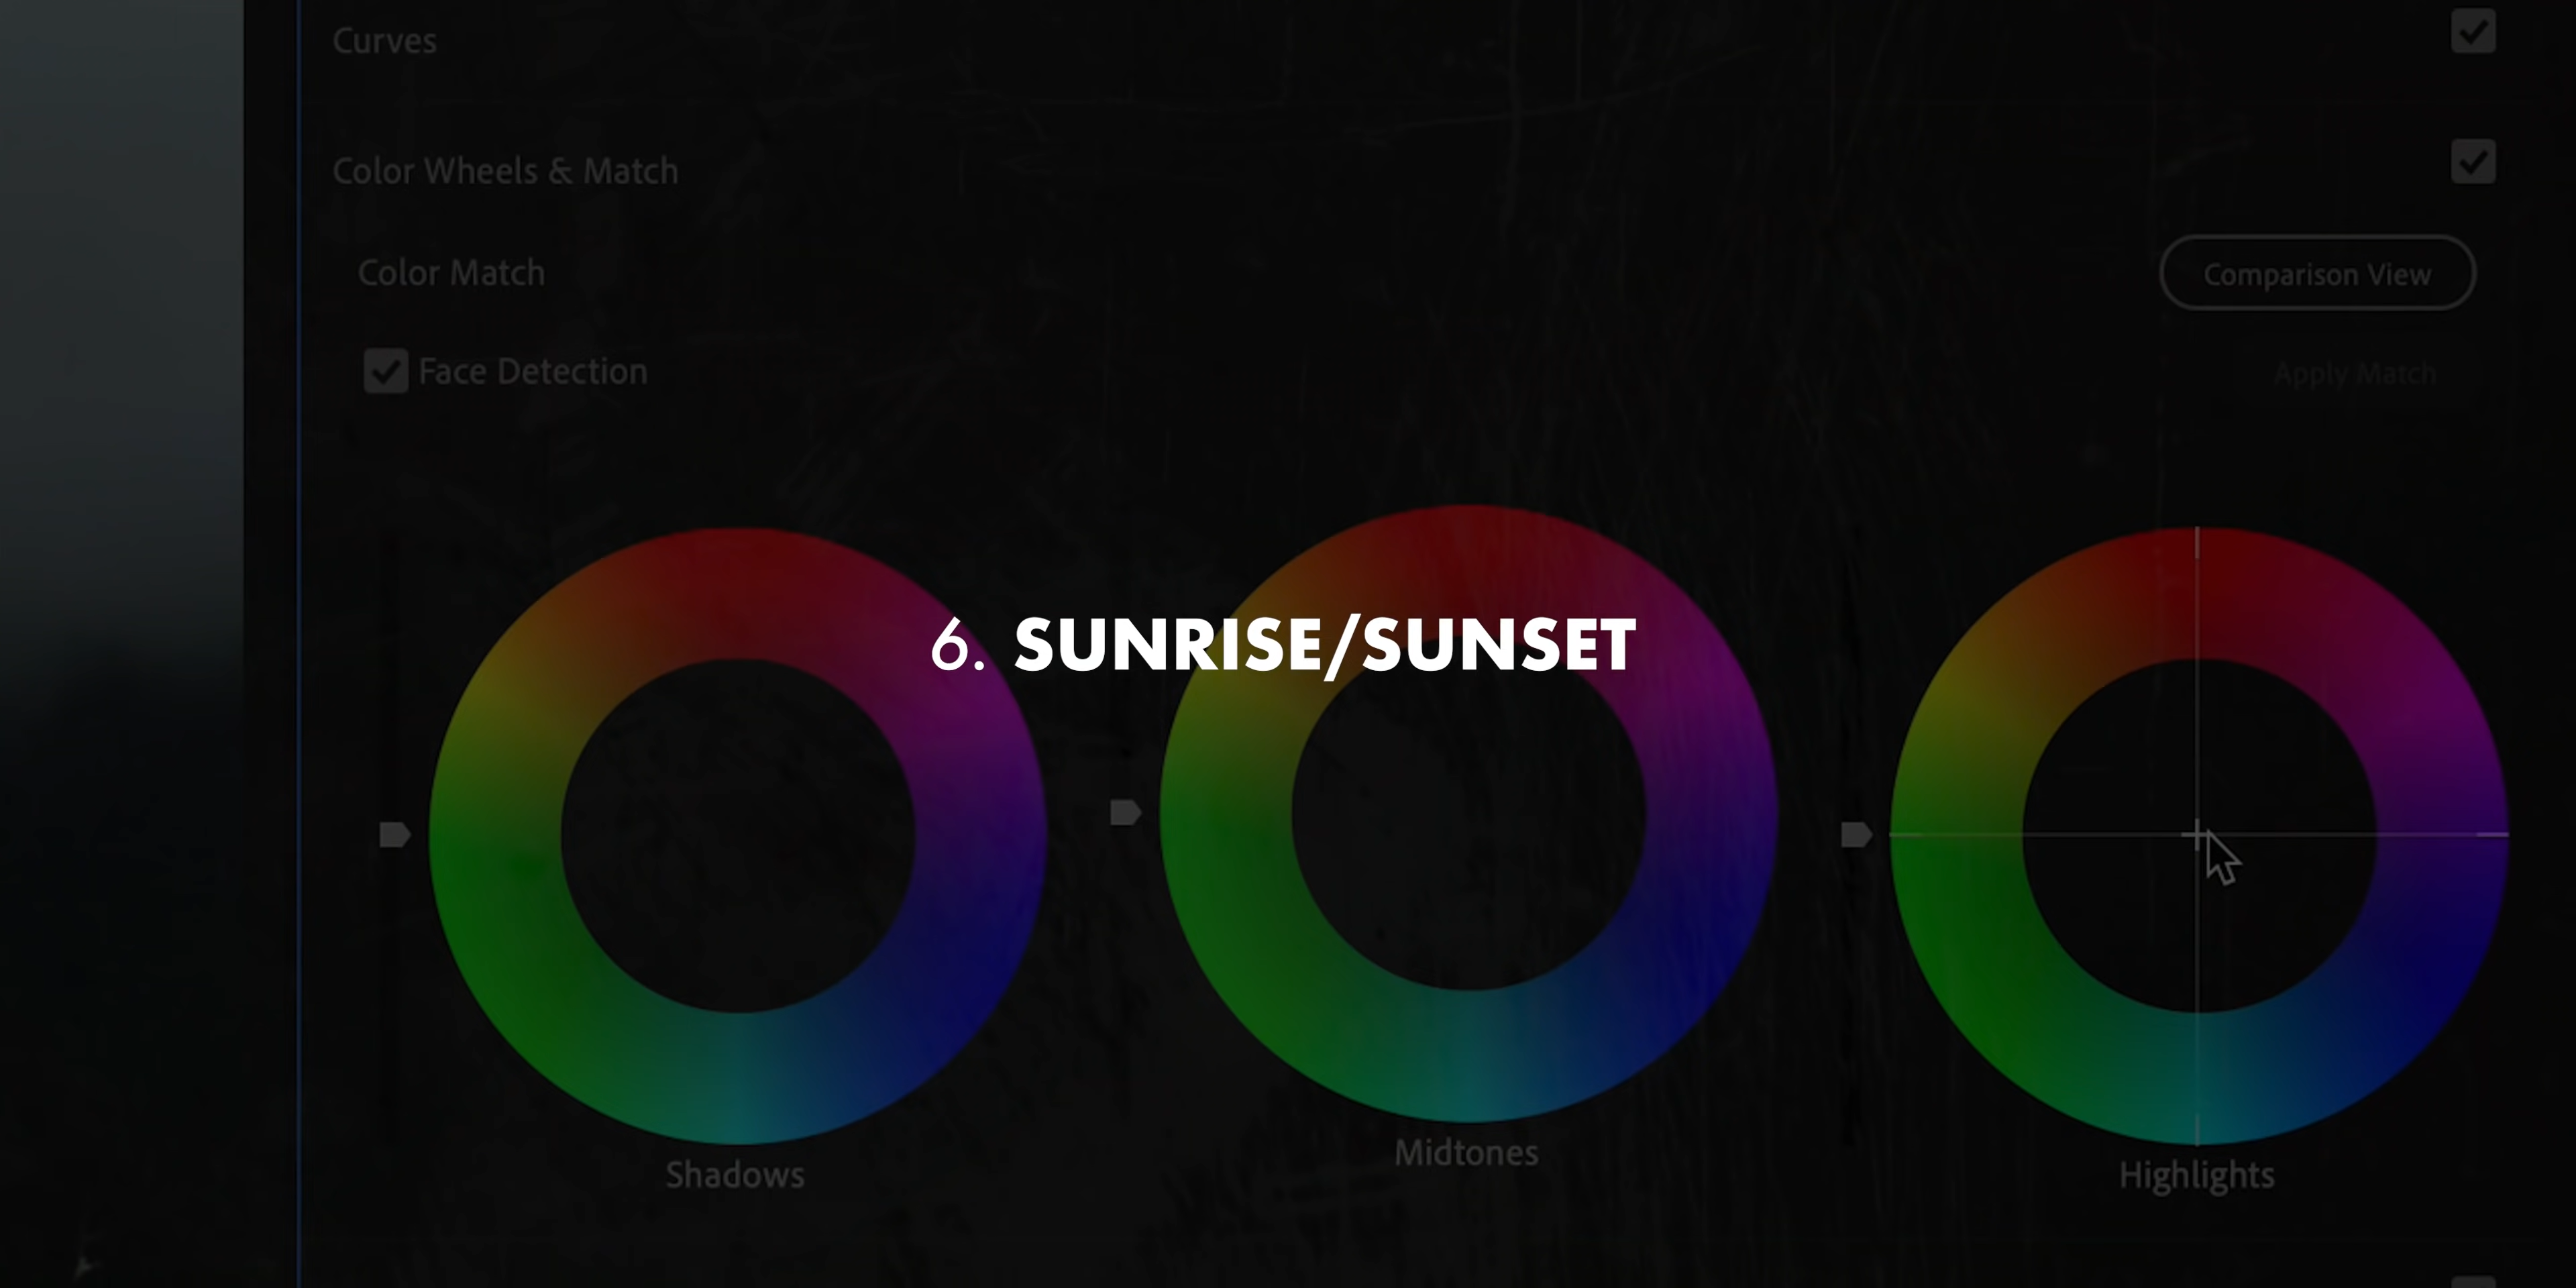 Curves
Color Wheels & Match
Color Match
Comparison View
Face Detection
Apply Match
6. SUNRISE/SUNSET
Shadows
Midtones
Highlights